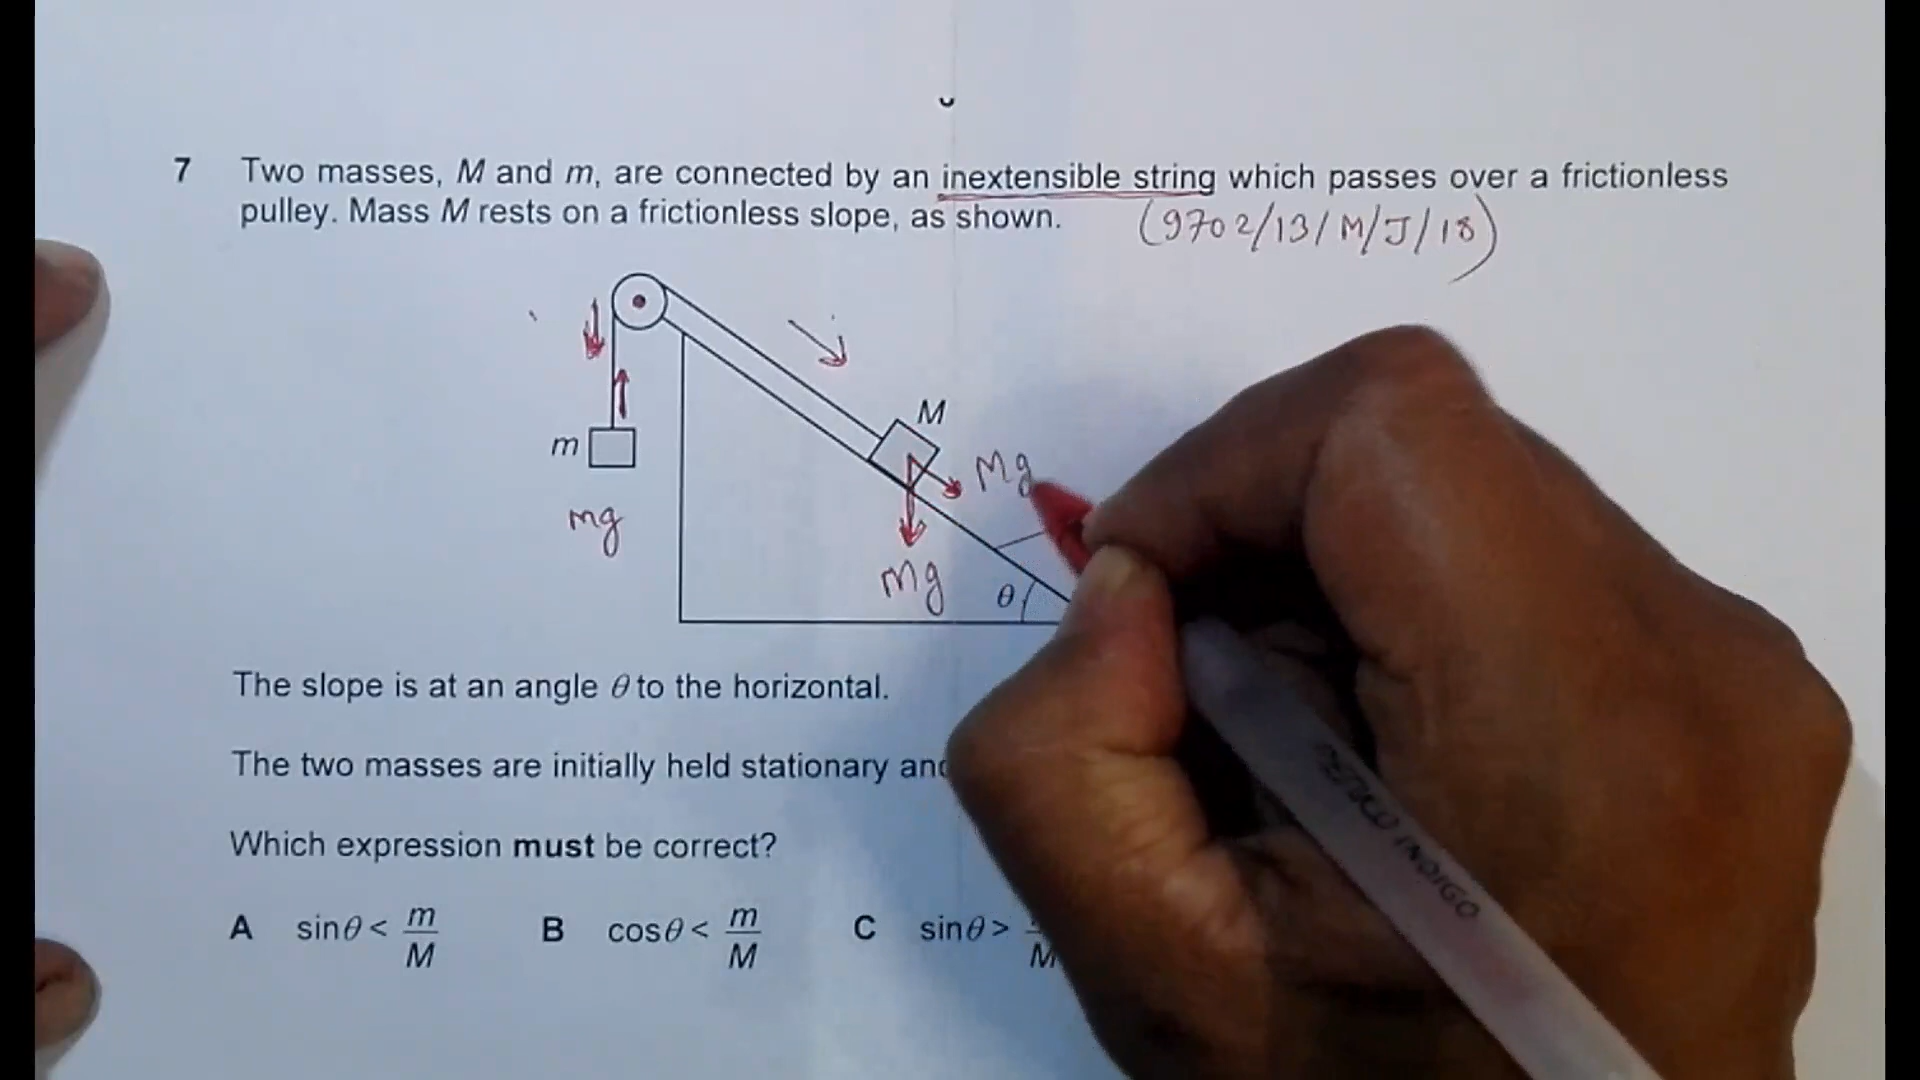 7 Two masses, M and m, are connected by an inextensible string which passes over a frictionless
pulley. Mass M rests on a frictionless slope, as shown.
(9702/13/M/J/18)
M
m
Mg
mg
Mg
θ
The slope is at an angle θ to the horizontal.
The two masses are initially held stationary
Which expression must be correct?
A sinθ < m/M B cosθ < m/M C sinθ >
M